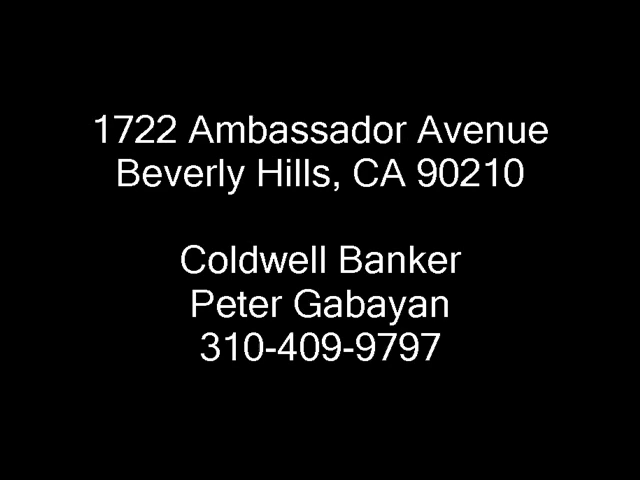 1722 Ambassador Avenue
Beverly Hills, CA 90210
Coldwell Banker
Peter Gabayan
310-409-9797